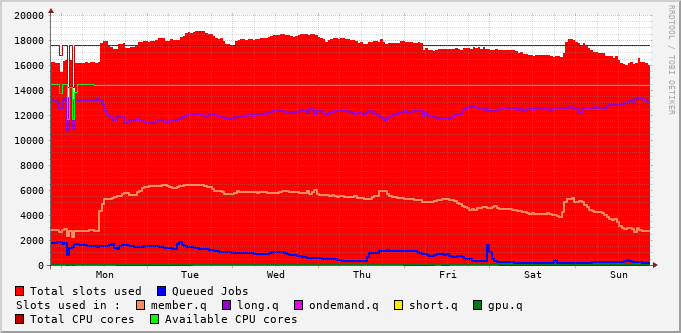 20000
18000
16000
14000
12000
10000
8000
6000
4000
2000
0
Mon Tue Wed Thu Fri Sat Sun
RRDTOOL / TOBI OETIKER
Total slots used Queued Jobs
Slots used in : member.q long.q ondemand.q short.q gpu.q
Total CPU cores Available CPU cores